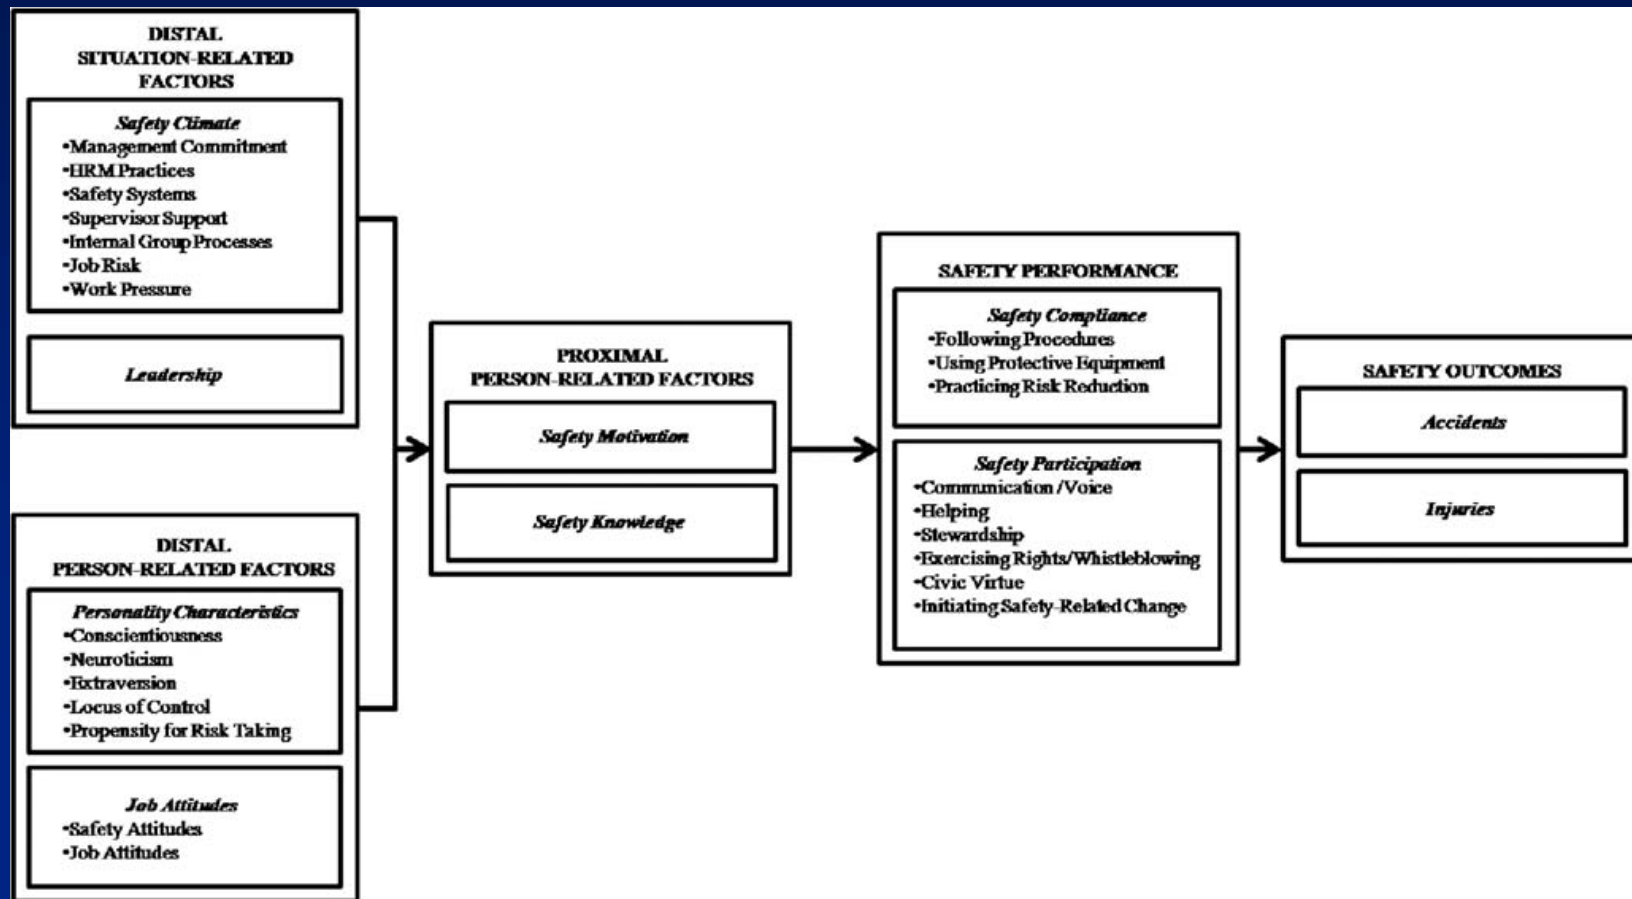 DISTAL
SITUATION-RELATED
FACTORS
Safety Climate
•Management Commitment
•HRM Practices
•Safety Systems
•Supervisor Support
•Internal Group Processes
•Job Risk
•Work Pressure
Leadership
DISTAL
PERSON-RELATED FACTORS
Personality Characteristics
•Conscientiousness
•Neuroticism
•Extraversion
•Locus of Control
•Propensity for Risk Taking
Job Attitudes
•Safety Attitudes
•Job Attitudes
PROXIMAL
PERSON-RELATED FACTORS
Safety Motivation
Safety Knowledge
SAFETY PERFORMANCE
Safety Compliance
•Following Procedures
•Using Protective Equipment
•Practicing Risk Reduction
Safety Participation
•Communication /Voice
•Helping
•Stewardship
•Exercising Rights/Whistleblowing
•Civic Virtue
•Initiating Safety-Related Change
SAFETY OUTCOMES
Accidents
Injuries